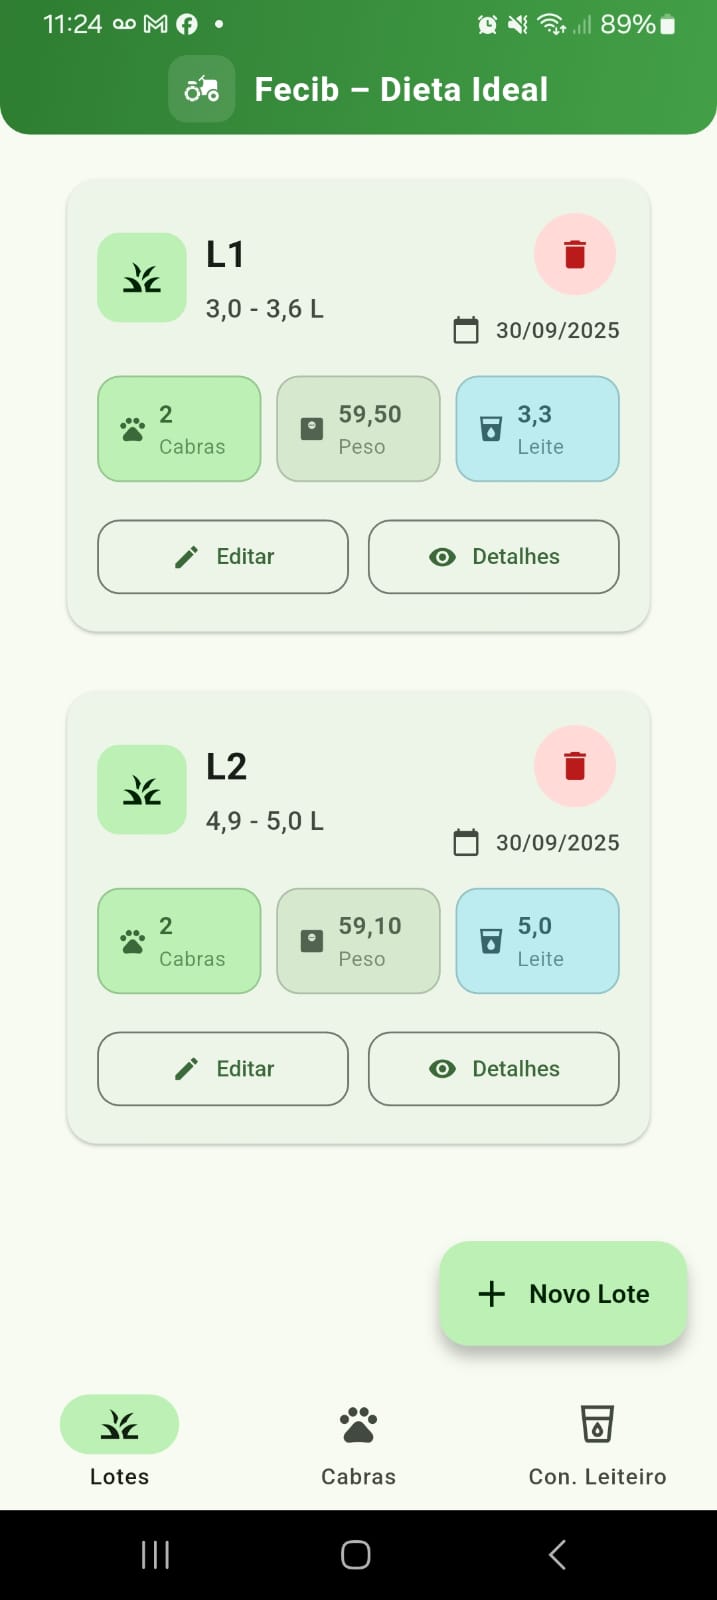 11:24
89%
Fecib – Dieta Ideal
L1
3,0 - 3,6 L
30/09/2025
2
Cabras
59,50
Peso
3,3
Leite
Editar
Detalhes
L2
4,9 - 5,0 L
30/09/2025
2
Cabras
59,10
Peso
5,0
Leite
Editar
Detalhes
+ Novo Lote
Lotes
Cabras
Con. Leiteiro